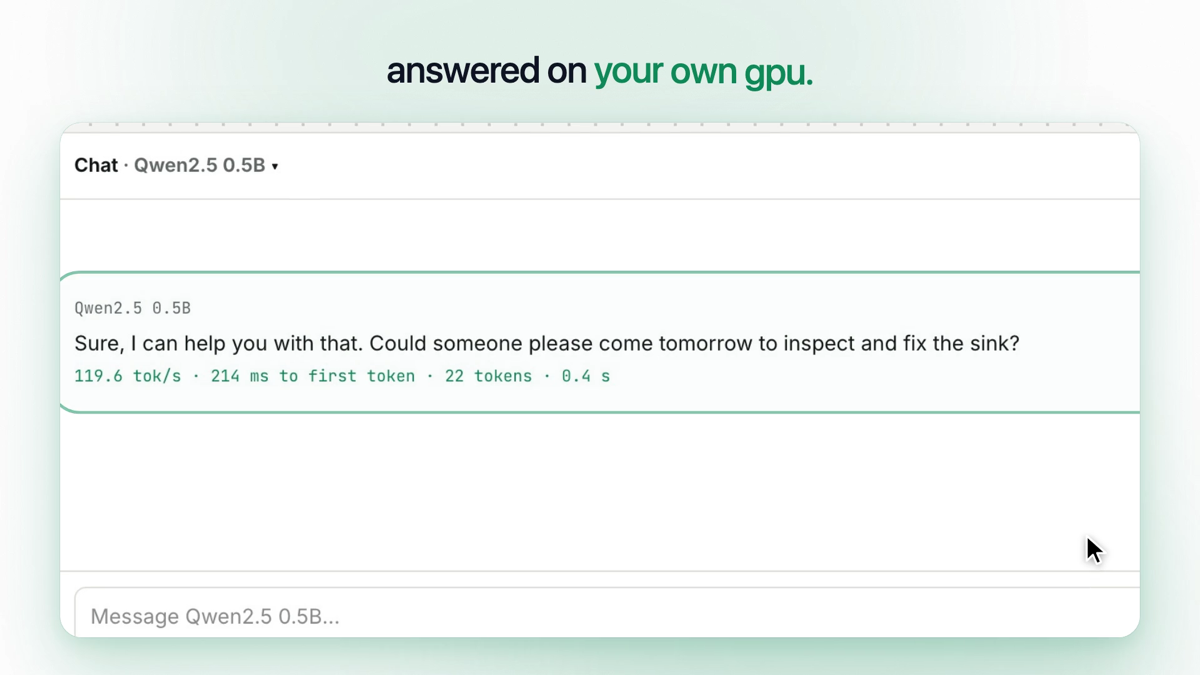 answered on your own gpu.
Chat · Qwen2.5 0.5B ▾
Qwen2.5 0.5B
Sure, I can help you with that. Could someone please come tomorrow to inspect and fix the sink?
119.6 tok/s · 214 ms to first token · 22 tokens · 0.4 s
Message Qwen2.5 0.5B...